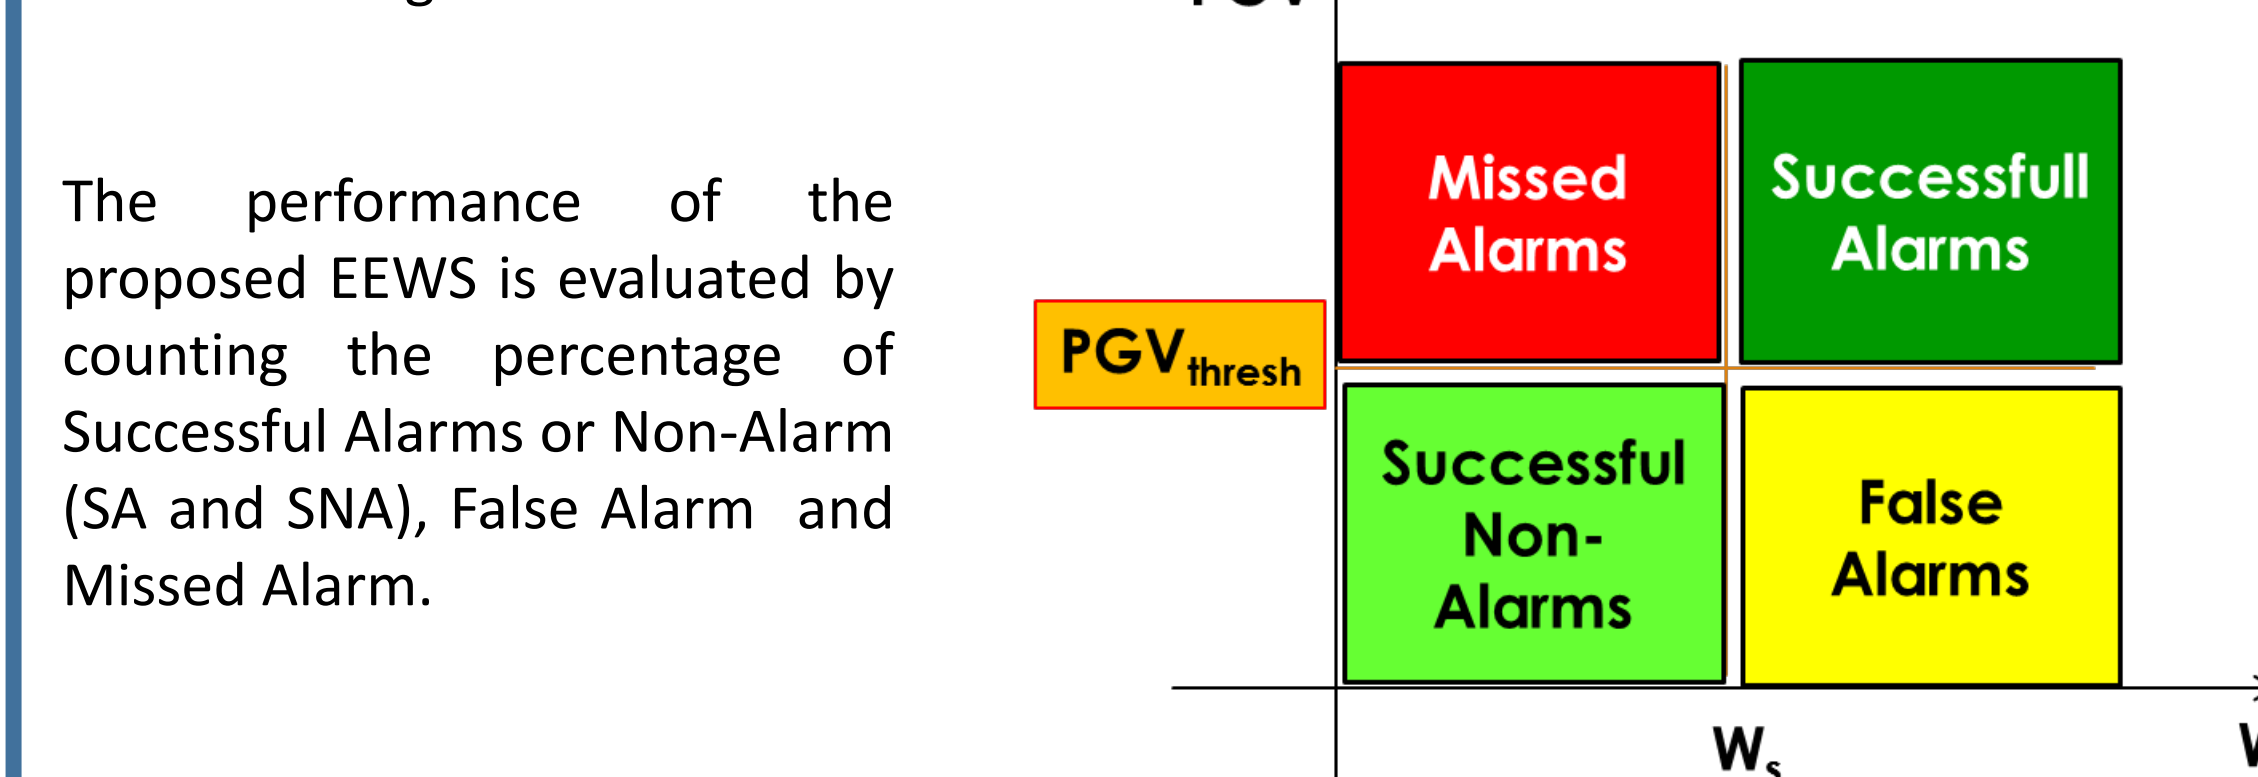 The performance of the
proposed EEWS is evaluated by
counting the percentage of
Successful Alarms or Non-Alarm
(SA and SNA), False Alarm and
Missed Alarm.
Missed
Alarms
Successfull
Alarms
PGVthresh
Successful
Non-
Alarms
False
Alarms
Ws